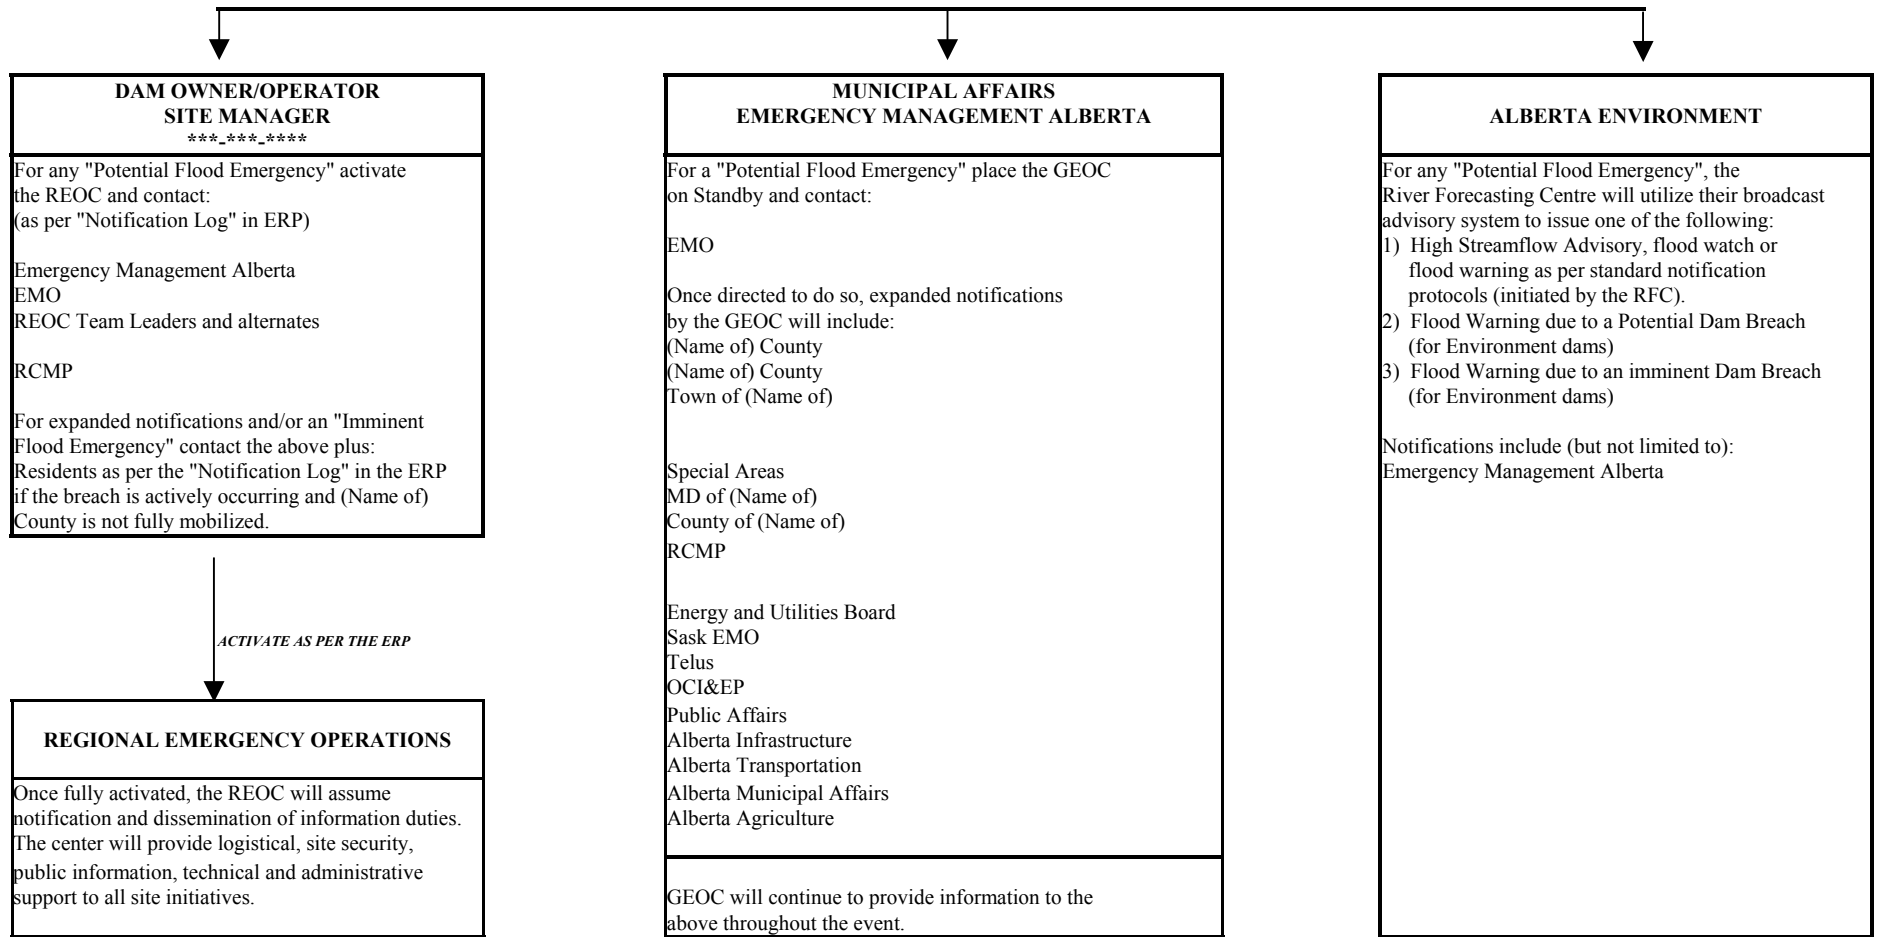 DAM OWNER/OPERATOR
SITE MANAGER
***-***-****
For any "Potential Flood Emergency" activate
the REOC and contact:
(as per "Notification Log" in ERP)
Emergency Management Alberta
EMO
REOC Team Leaders and alternates
RCMP
For expanded notifications and/or an "Imminent
Flood Emergency" contact the above plus:
Residents as per the "Notification Log" in the ERP
if the breach is actively occurring and (Name of)
County is not fully mobilized.
ACTIVATE AS PER THE ERP
REGIONAL EMERGENCY OPERATIONS
Once fully activated, the REOC will assume
notification and dissemination of information duties.
The center will provide logistical, site security,
public information, technical and administrative
support to all site initiatives.
MUNICIPAL AFFAIRS
EMERGENCY MANAGEMENT ALBERTA
For a "Potential Flood Emergency" place the GEOC
on Standby and contact:
EMO
Once directed to do so, expanded notifications
by the GEOC will include:
(Name of) County
(Name of) County
Town of (Name of)
Special Areas
MD of (Name of)
County of (Name of)
RCMP
Energy and Utilities Board
Sask EMO
Telus
OCI&EP
Public Affairs
Alberta Infrastructure
Alberta Transportation
Alberta Municipal Affairs
Alberta Agriculture
GEOC will continue to provide information to the
above throughout the event.
ALBERTA ENVIRONMENT
For any "Potential Flood Emergency", the
River Forecasting Centre will utilize their broadcast
advisory system to issue one of the following:
1) High Streamflow Advisory, flood watch or
flood warning as per standard notification
protocols (initiated by the RFC).
2) Flood Warning due to a Potential Dam Breach
(for Environment dams)
3) Flood Warning due to an imminent Dam Breach
(for Environment dams)
Notifications include (but not limited to):
Emergency Management Alberta